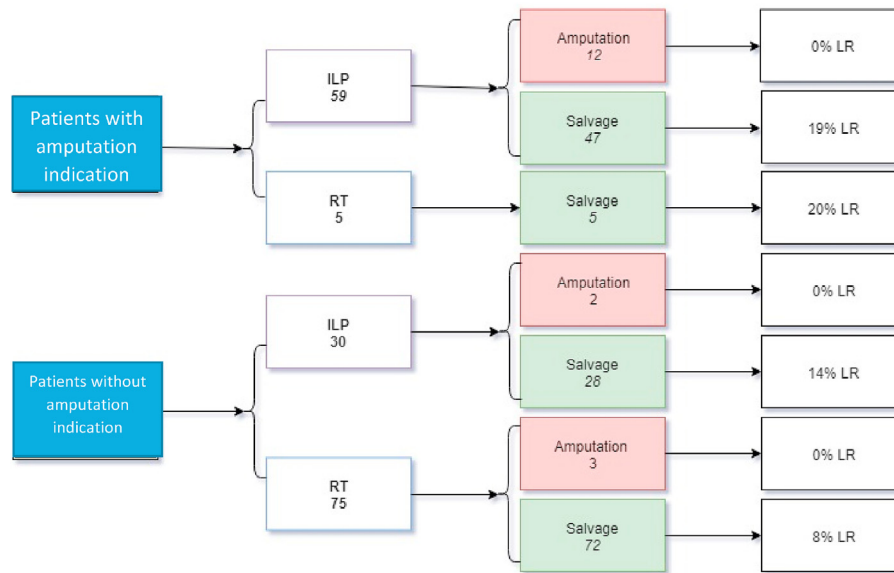 Patients with
amputation
indication
ILP
59
Amputation
12
0% LR
Salvage
47
19% LR
RT
5
Salvage
5
20% LR
Patients without
amputation
indication
ILP
30
Amputation
2
0% LR
Salvage
28
14% LR
RT
75
Amputation
3
0% LR
Salvage
72
8% LR